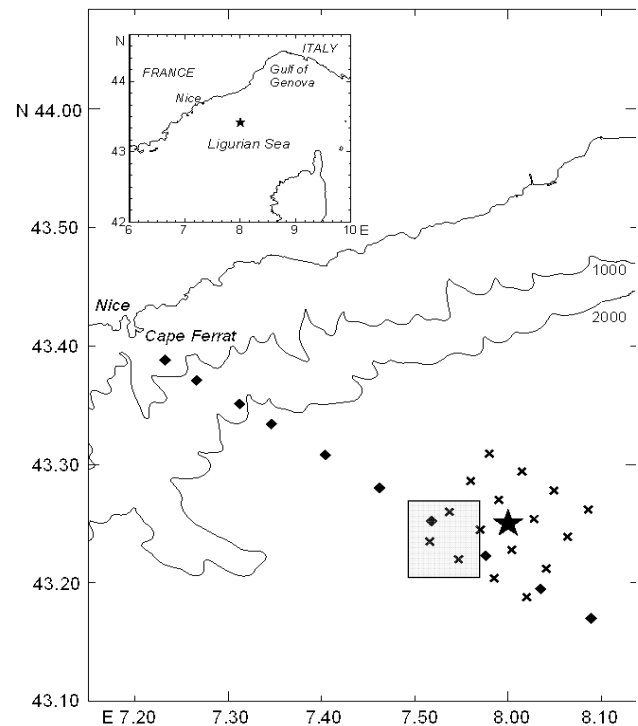 N
ITALY
FRANCE
Gulf of
Genova
44
Nice
43
Ligurian Sea
42
6
7
8
9
10
E
N 44.00
43.50
1000
2000
Nice
Cape Ferrat
43.40
43.30
43.20
43.10
E 7.20
7.30
7.40
7.50
8.00
8.10